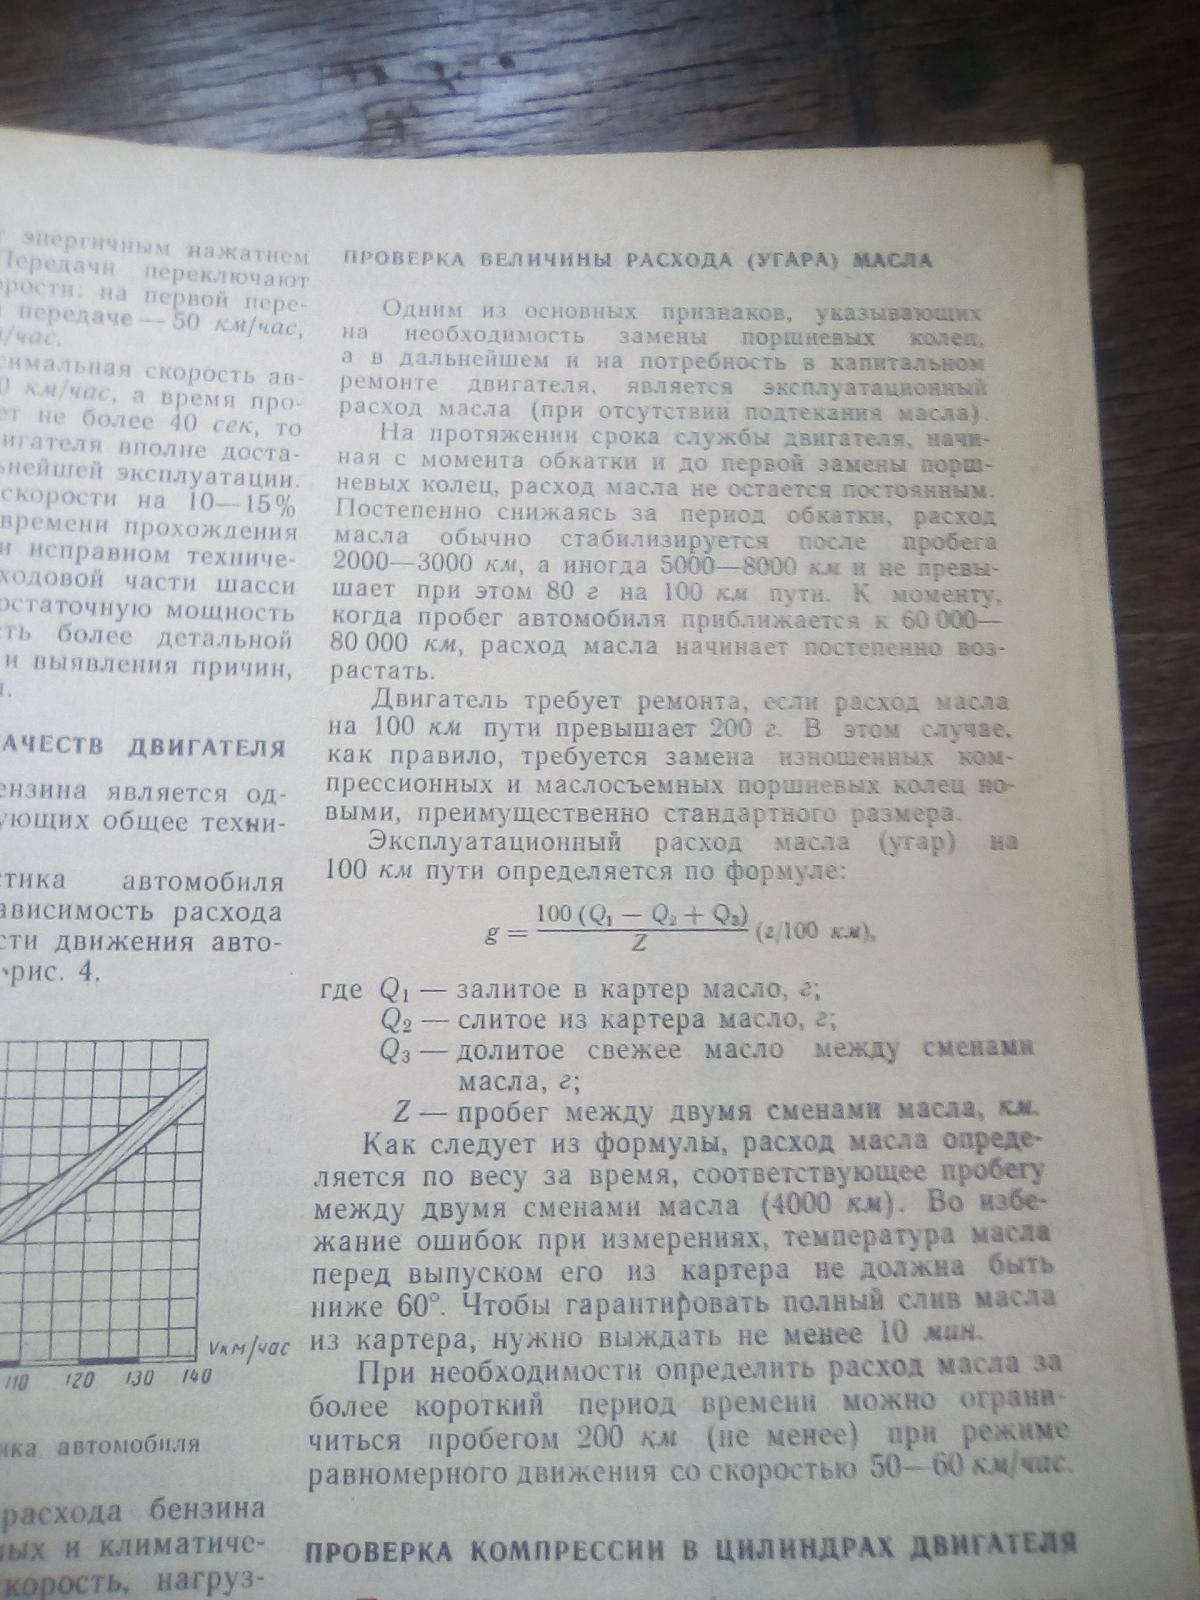 энергичным нажатием
Передачи переключают
на первой пере-
передаче — 50 км/час,
скорость ав-
км/час, а время про-
не более 40 сек, то
вполне доста-
эксплуатации.
скорости на 10—15%
времени прохождения
исправном техниче-
ходовой части шасси
достаточную мощность
более детальной
и выявления причин,
ДВИГАТЕЛЯ
является од-
общее техни-
автомобиля
расхода
движения авто-
рис. 4.
Vкм/час
110 120 130 140
автомобиля
расхода бензина
и климатиче-
нагруз-
ПРОВЕРКА ВЕЛИЧИНЫ РАСХОДА (УГАРА) МАСЛА
Одним из основных признаков, указывающих
на необходимость замены поршневых колец,
а в дальнейшем и на потребность в капитальном
ремонте двигателя, является эксплуатационный
расход масла (при отсутствии подтекания масла).
На протяжении срока службы двигателя, начи-
ная с момента обкатки и до первой замены порш-
невых колец, расход масла не остается постоянным.
Постепенно снижаясь за период обкатки, расход
масла обычно стабилизируется после пробега
2000—3000 км, а иногда 5000—8000 км и не превы-
шает при этом 80 г на 100 км пути. К моменту,
когда пробег автомобиля приближается к 60 000—
80 000 км, расход масла начинает постепенно воз-
растать.
Двигатель требует ремонта, если расход масла
на 100 км пути превышает 200 г. В этом случае,
как правило, требуется замена изношенных ком-
прессионных и маслосъемных поршневых колец но-
выми, преимущественно стандартного размера.
Эксплуатационный расход масла (угар) на
100 км пути определяется по формуле:
g = 100 (Q₁ — Q₂ + Q₃) / Z (г/100 км),
где Q₁ — залитое в картер масло, г;
Q₂ — слитое из картера масло, г;
Q₃ — долитое свежее масло между сменами
масла, г;
Z — пробег между двумя сменами масла, км.
Как следует из формулы, расход масла опреде-
ляется по весу за время, соответствующее пробегу
между двумя сменами масла (4000 км). Во избе-
жание ошибок при измерениях, температура масла
перед выпуском его из картера не должна быть
ниже 60°. Чтобы гарантировать полный слив масла
из картера, нужно выждать не менее 10 мин.
При необходимости определить расход масла за
более короткий период времени можно ограни-
читься пробегом 200 км (не менее) при режиме
равномерного движения со скоростью 50—60 км/час.
ПРОВЕРКА КОМПРЕССИИ В ЦИЛИНДРАХ ДВИГАТЕЛЯ